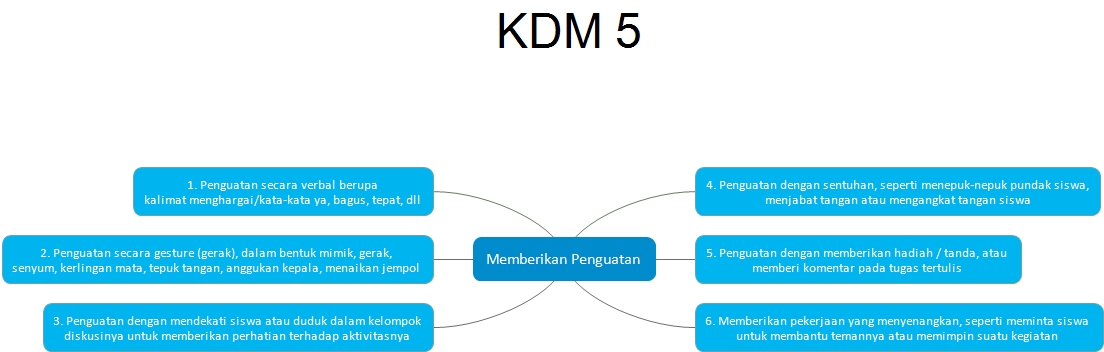 KDM 5
1. Penguatan secara verbal berupa
kalimat menghargai/kata-kata ya, bagus, tepat, dll
2. Penguatan secara gesture (gerak), dalam bentuk mimik, gerak,
senyum, kerlingan mata, tepuk tangan, anggukan kepala, menaikan jempol
3. Penguatan dengan mendekati siswa atau duduk dalam kelompok
diskusinya untuk memberikan perhatian terhadap aktivitasnya
Memberikan Penguatan
4. Penguatan dengan sentuhan, seperti menepuk-nepuk pundak siswa,
menjabat tangan atau mengangkat tangan siswa
5. Penguatan dengan memberikan hadiah / tanda, atau
memberi komentar pada tugas tertulis
6. Memberikan pekerjaan yang menyenangkan, seperti meminta siswa
untuk membantu temannya atau memimpin suatu kegiatan